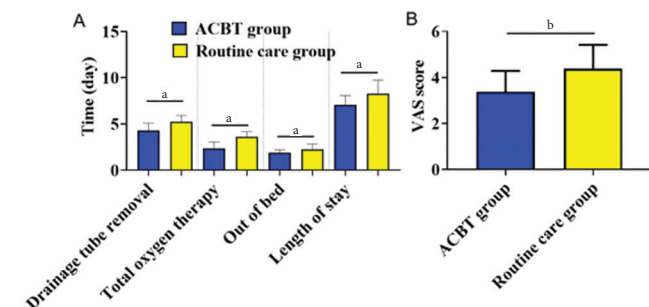 A
15
10
5
0
Time (day)
ACBT group
Routine care group
a
a
a
a
Drainage tube removal
Total oxygen therapy
Out of bed
Length of stay
B
6
4
2
0
VAS score
b
ACBT group
Routine care group